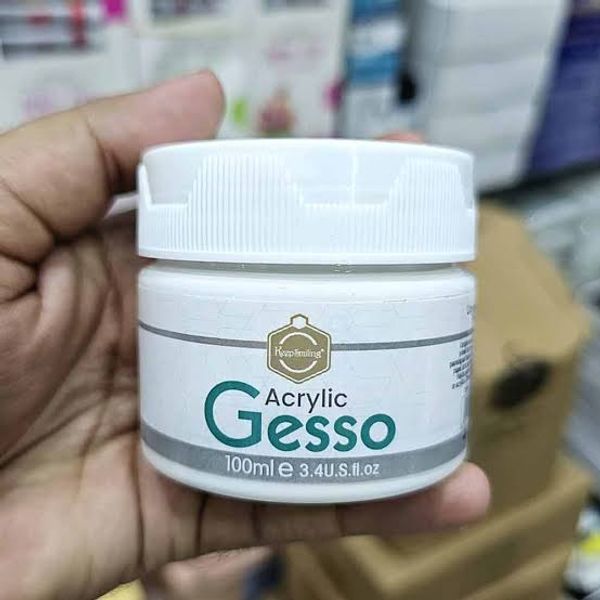 KeepSmiling®
Acrylic
Gesso
100ml e 3.4U.S.fl.oz